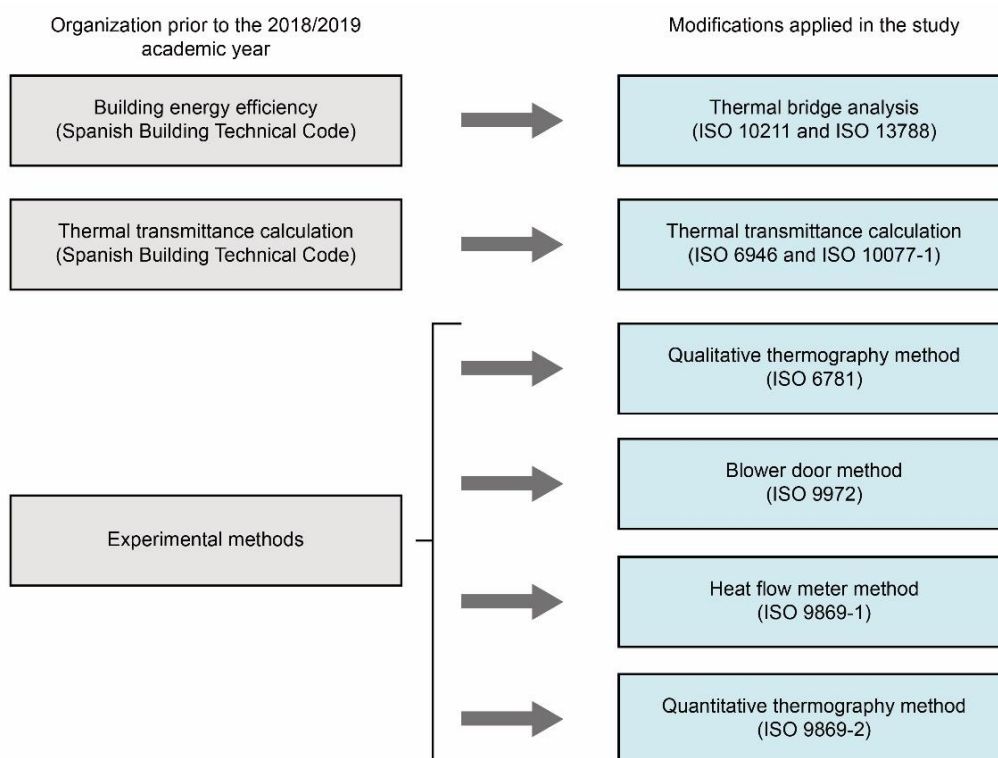 Organization prior to the 2018/2019
academic year
Modifications applied in the study
Building energy efficiency
(Spanish Building Technical Code)
Thermal bridge analysis
(ISO 10211 and ISO 13788)
Thermal transmittance calculation
(Spanish Building Technical Code)
Thermal transmittance calculation
(ISO 6946 and ISO 10077-1)
Experimental methods
Qualitative thermography method
(ISO 6781)
Blower door method
(ISO 9972)
Heat flow meter method
(ISO 9869-1)
Quantitative thermography method
(ISO 9869-2)